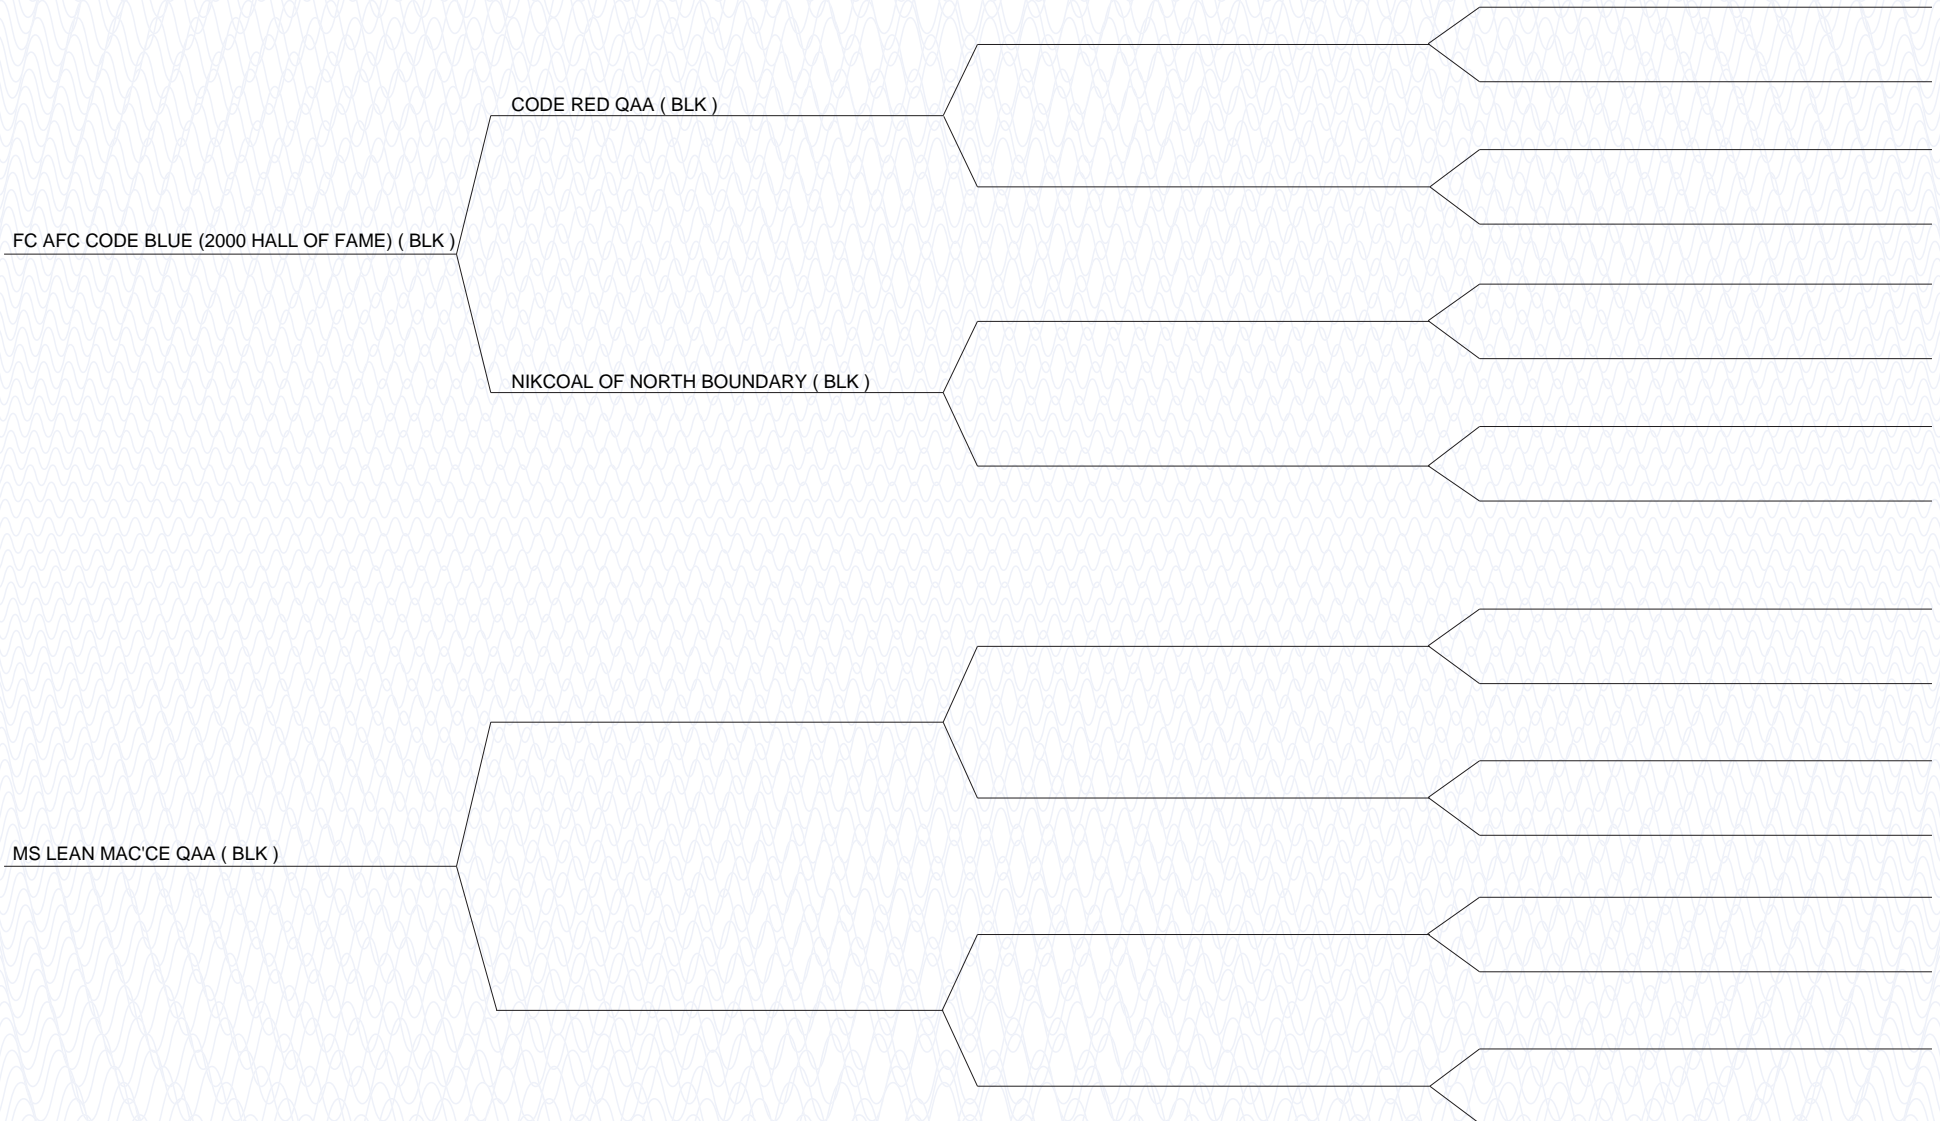 CODE RED QAA ( BLK )
FC AFC CODE BLUE (2000 HALL OF FAME) ( BLK )
NIKCOAL OF NORTH BOUNDARY ( BLK )
MS LEAN MAC'CE QAA ( BLK )